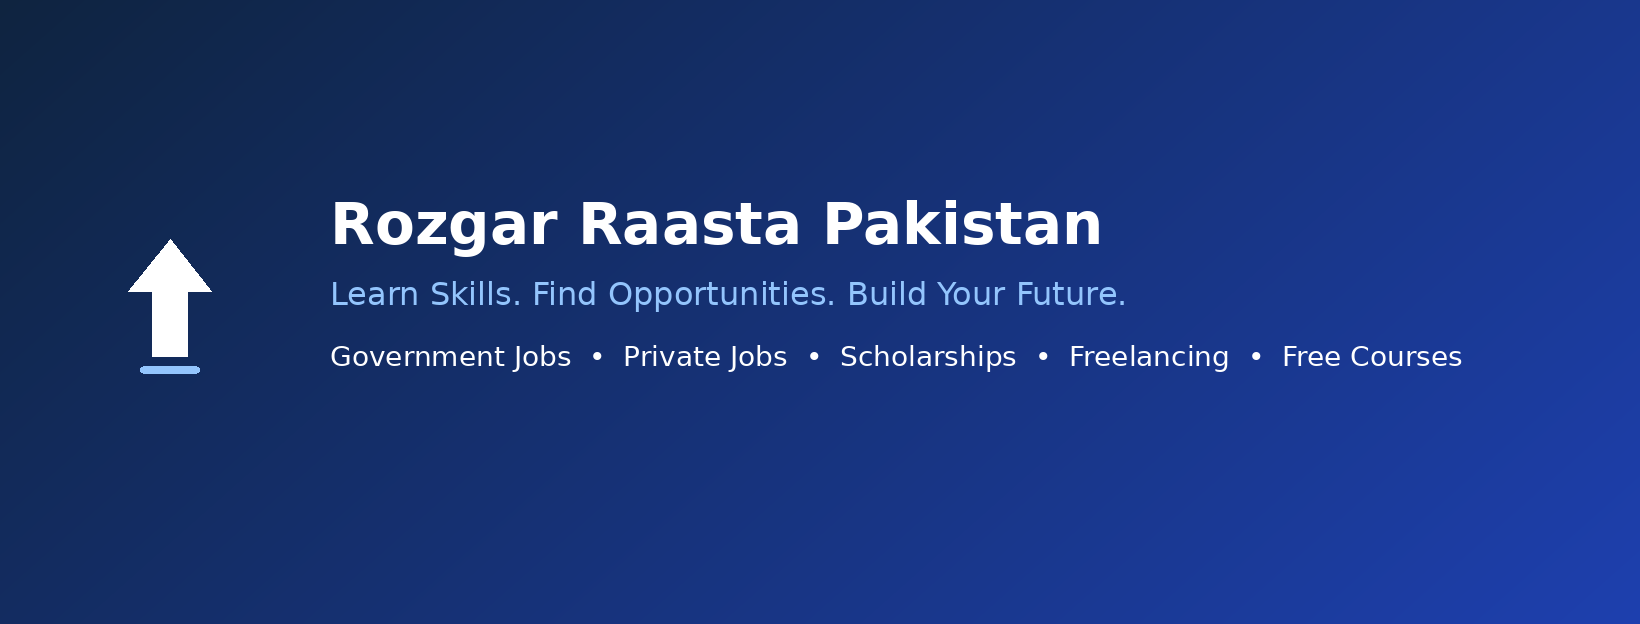 Rozgar Raasta Pakistan
Learn Skills. Find Opportunities. Build Your Future.
Government Jobs • Private Jobs • Scholarships • Freelancing • Free Courses